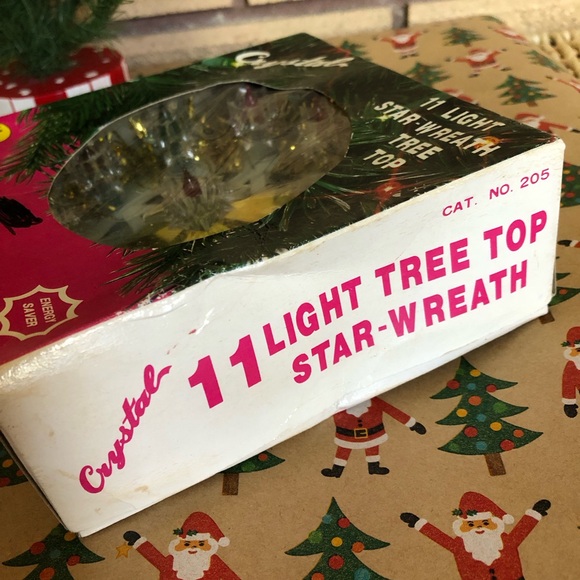 Crystal
11 LIGHT
STAR-WREATH
TREE
TOP
ENERGY
SAVER
CAT. NO. 205
Crystal
11 LIGHT TREE TOP
STAR-WREATH